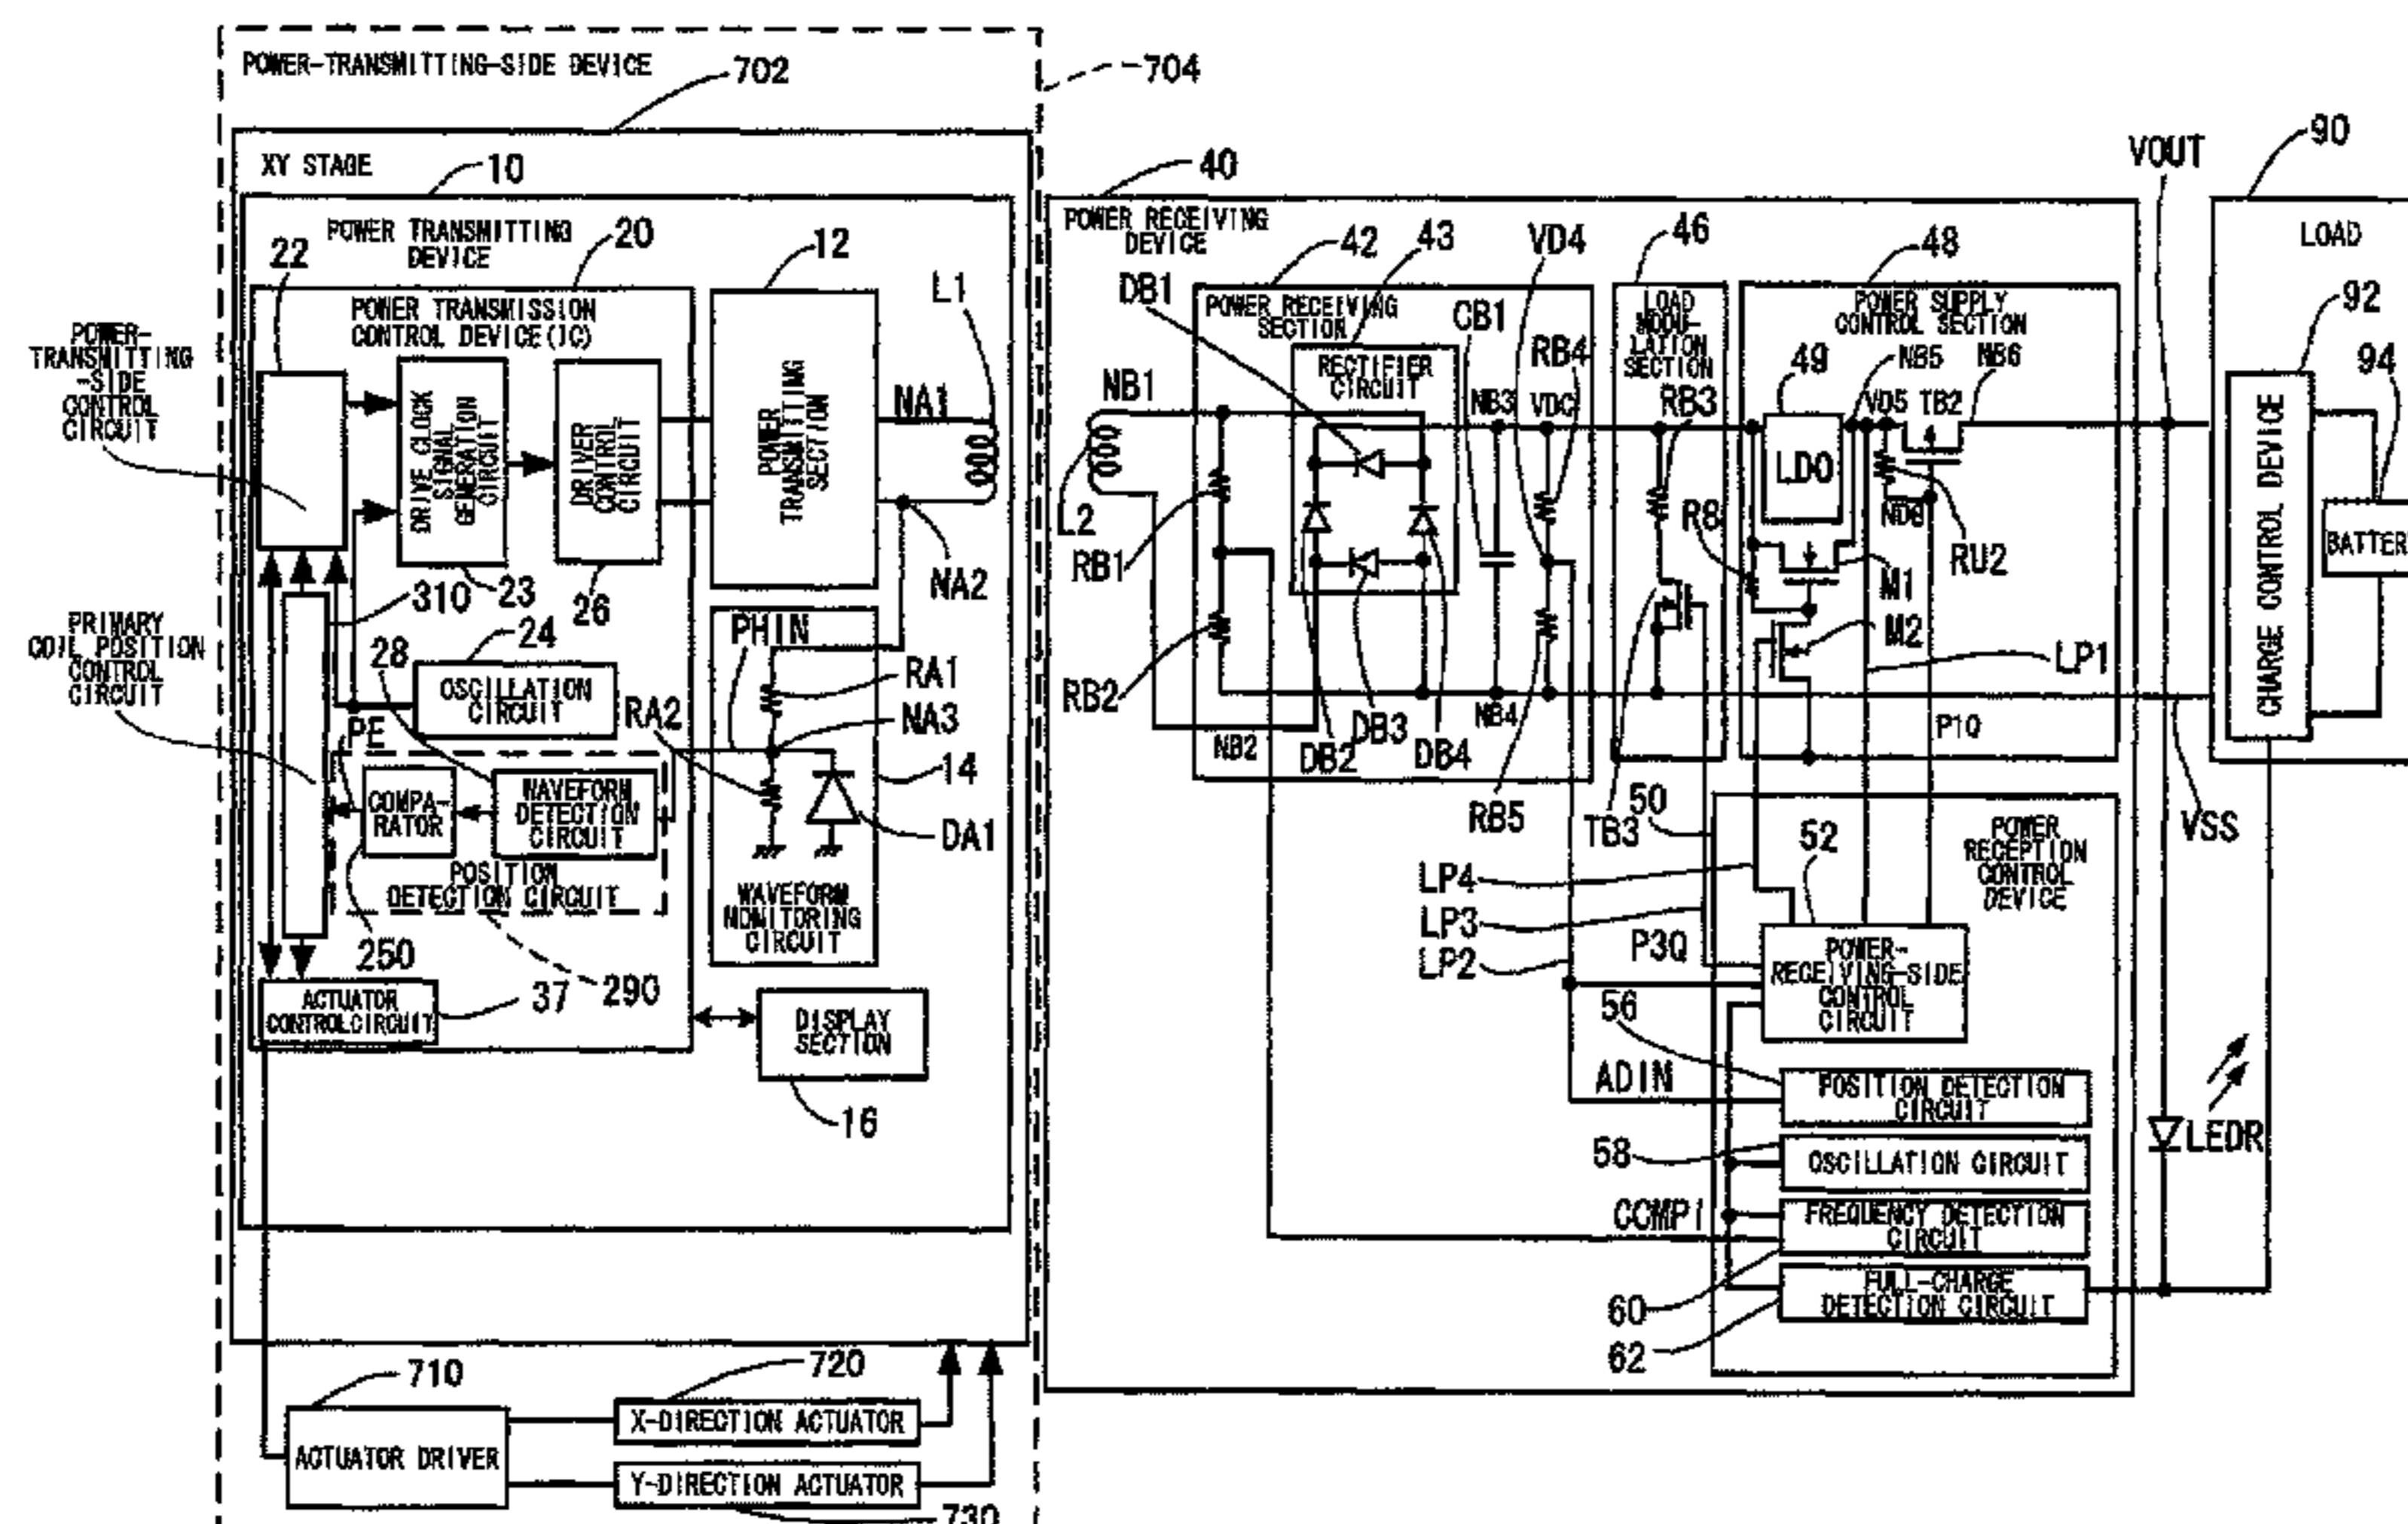 POWER-TRANSMITTING-SIDE DEVICE
702
704
XY STAGE
10
POWER TRANSMITTING
DEVICE
20
22
12
L1
POWER TRANSMISSION
CONTROL DEVICE(IC)
POWER-
TRANSMITTING
-SIDE
CONTROL
CIRCUIT
DRIVE CLOCK
SIGNAL
GENERATION
CIRCUIT
DRIVER
CONTROL
CIRCUIT
POWER
TRANSMITTING
SECTION
NA1
NA2
23
26
310
PRIMARY
COIL POSITION
CONTROL
CIRCUIT
24
28
OSCILLATION
CIRCUIT
PE
PHIN
RA1
RA2
NA3
14
DA1
COMPA-
RATOR
WAVEFORM
DETECTION
CIRCUIT
POSITION
DETECTION CIRCUIT
WAVEFORM
MONITORING
CIRCUIT
250
290
ACTUATOR
CONTROLCIRCUIT
37
DISPLAY
SECTION
16
710
720
ACTUATOR DRIVER
X-DIRECTION ACTUATOR
Y-DIRECTION ACTUATOR
730
40
POWER RECEIVING
DEVICE
42
43
VD4
46
48
VOUT
90
DB1
POWER RECEIVING
SECTION
CB1
RB4
LOAD
MODU-
LATION
SECTION
POWER SUPPLY
CONTROL SECTION
LOAD
92
RECTIFIER
CIRCUIT
NB1
NB3
VDC
RB3
49
NB5
NB6
94
VD5
TB2
LDO
CHARGE CONTROL DEVICE
L2
R8
RU2
BATTER
RB1
M1
M2
LP1
RB2
NB2
DB2
DB3
DB4
NB4
P1Q
RB5
TB3
50
VSS
52
POWER
RECEPTION
CONTROL
DEVICE
LP4
LP3
LP2
P3Q
POWER-
RECEIVING-SIDE
CONTROL
CIRCUIT
56
ADIN
POSITION DETECTION
CIRCUIT
58
OSCILLATION CIRCUIT
LEDR
COMPI
FREQUENCY DETECTION
CIRCUIT
60
FULL-CHARGE
DETECTION CIRCUIT
62